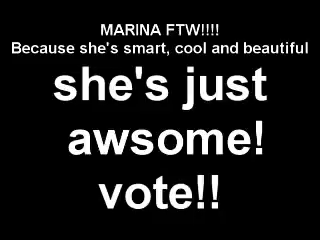 MARINA FTW!!!!
Because she's smart, cool and beautiful
she's just
awsome!
vote!!